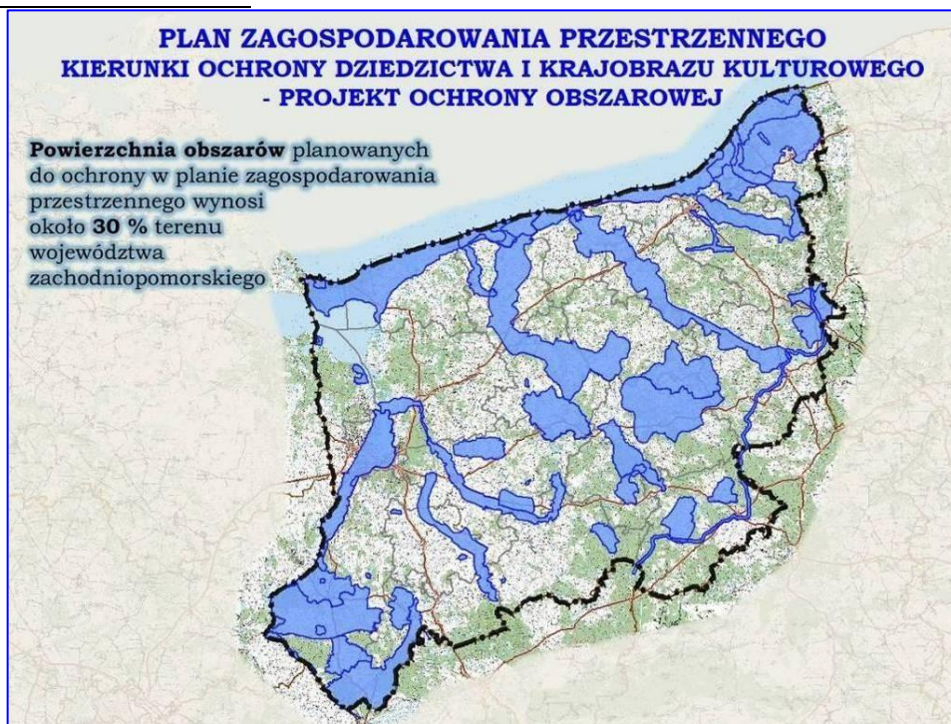 PLAN ZAGOSPODAROWANIA PRZESTRZENNEGO
KIERUNKI OCHRONY DZIEDZICTWA I KRAJOBRAZU KULTUROWEGO
- PROJEKT OCHRONY OBSZAROWEJ
Powierzchnia obszarów planowanych
do ochrony w planie zagospodarowania
przestrzennego wynosi
około 30 % terenu
województwa
zachodniopomorskiego